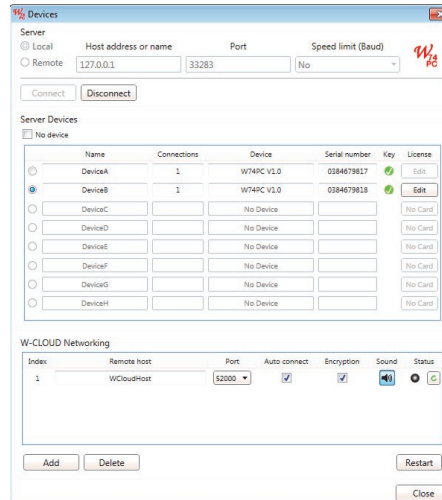 W74 Devices
Server
Local Host address or name Port Speed limit (Baud)
W74 PC
Remote 127.0.0.1 33283 No
Connect Disconnect
Server Devices
No device
Name Connections Device Serial number Key License
DeviceA 1 W74PC V1.0 0384679817 Edit
DeviceB 1 W74PC V1.0 0384679818 Edit
DeviceC No Device No Card
DeviceD No Device No Card
DeviceE No Device No Card
DeviceF No Device No Card
DeviceG No Device No Card
DeviceH No Device No Card
W-CLOUD Networking
Index Remote host Port Auto connect Encryption Sound Status
1 WCloudHost 52000
Add Delete Restart
Close